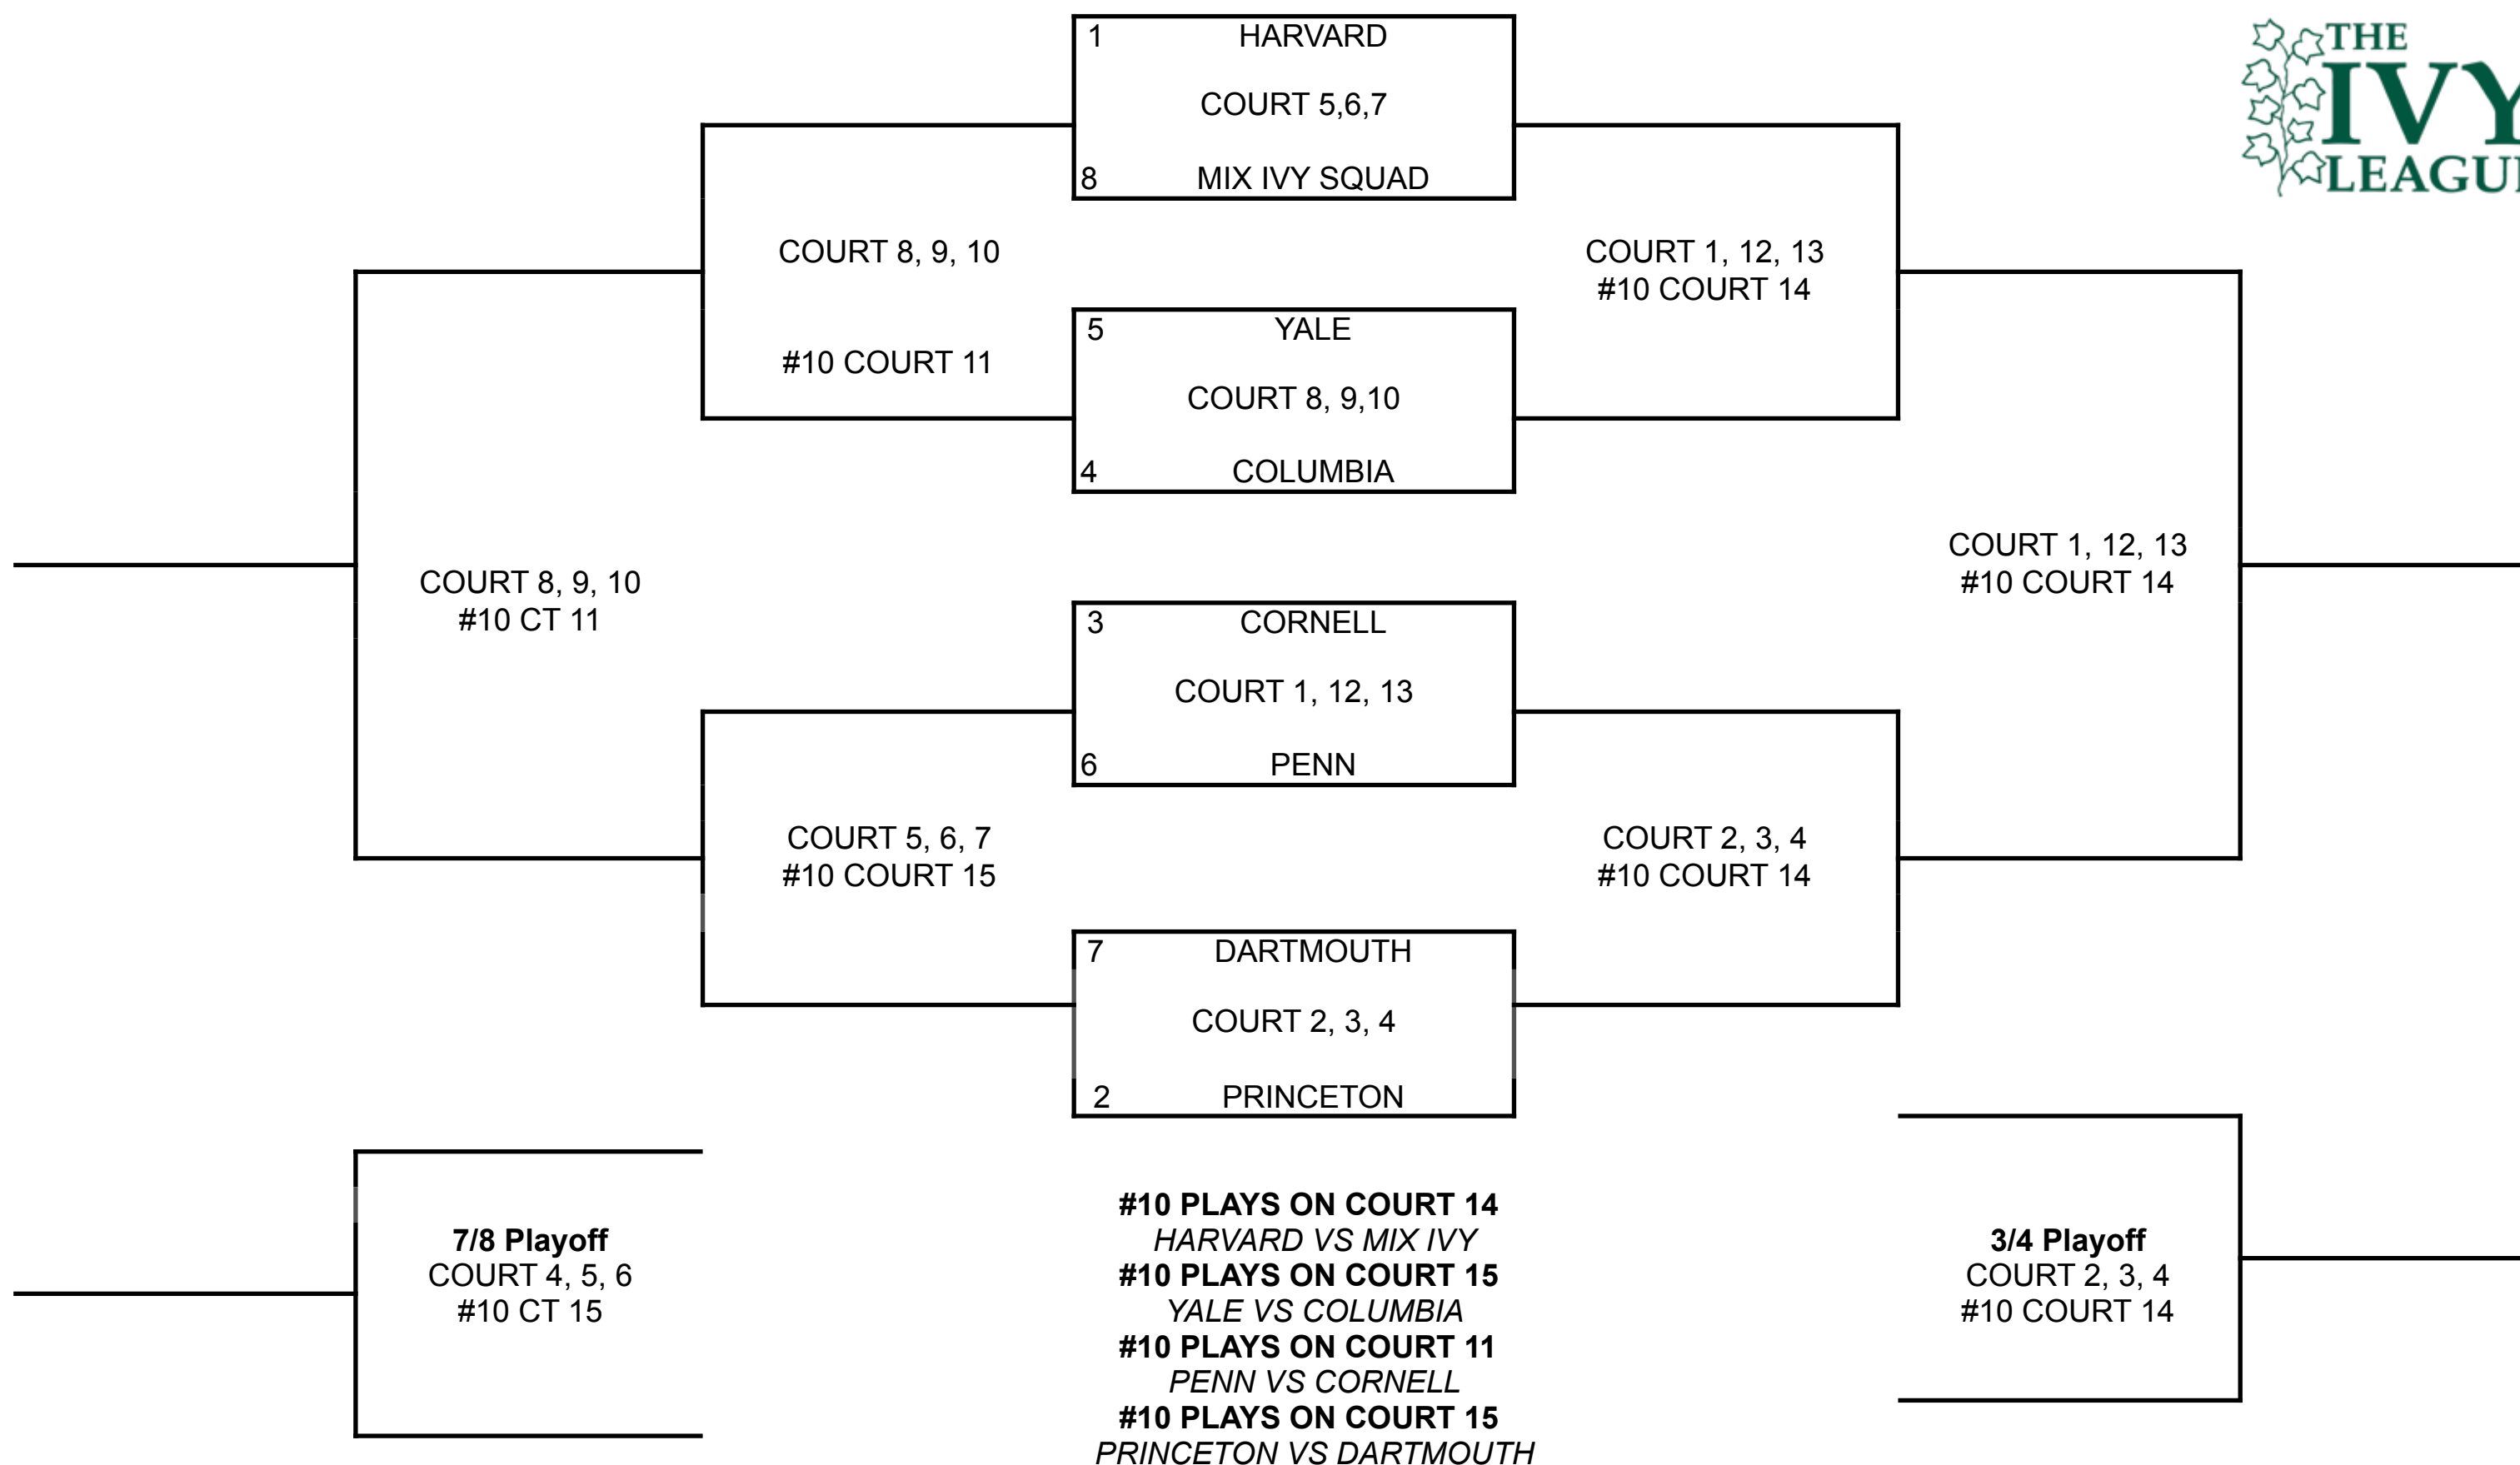 1 HARVARD
COURT 5,6,7
8 MIX IVY SQUAD
THE
IVY
LEAGU
COURT 8, 9, 10
#10 COURT 11
COURT 1, 12, 13
#10 COURT 14
5 YALE
COURT 8, 9,10
4 COLUMBIA
COURT 8, 9, 10
#10 CT 11
COURT 1, 12, 13
#10 COURT 14
3 CORNELL
COURT 1, 12, 13
6 PENN
COURT 5, 6, 7
#10 COURT 15
COURT 2, 3, 4
#10 COURT 14
7 DARTMOUTH
COURT 2, 3, 4
2 PRINCETON
7/8 Playoff
COURT 4, 5, 6
#10 CT 15
#10 PLAYS ON COURT 14
HARVARD VS MIX IVY
#10 PLAYS ON COURT 15
YALE VS COLUMBIA
#10 PLAYS ON COURT 11
PENN VS CORNELL
#10 PLAYS ON COURT 15
PRINCETON VS DARTMOUTH
3/4 Playoff
COURT 2, 3, 4
#10 COURT 14